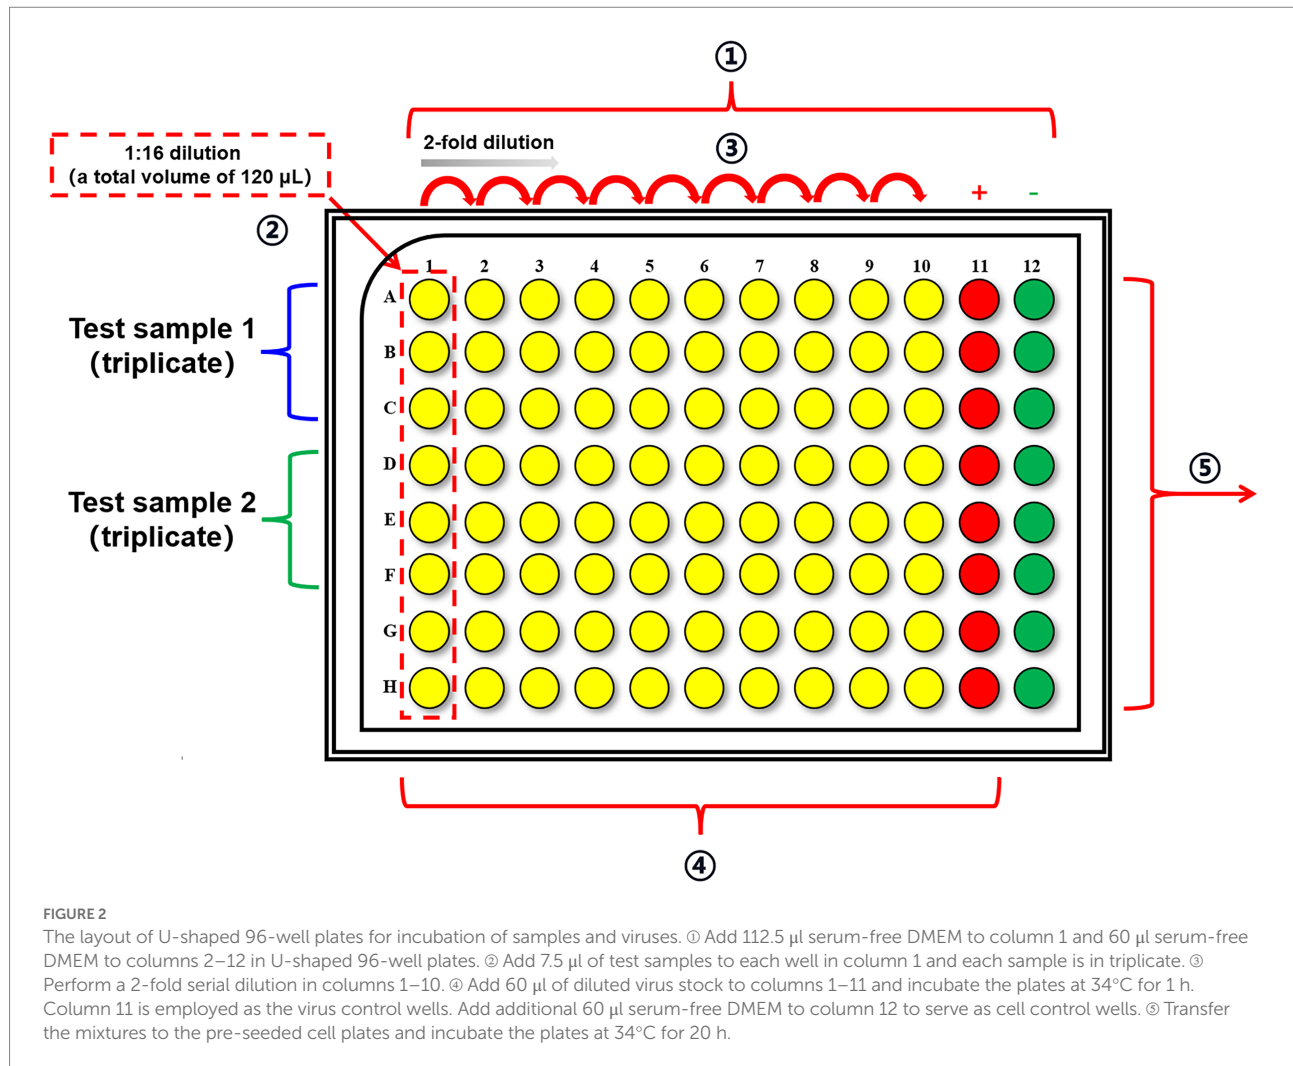 ①
1:16 dilution
(a total volume of 120 µL)
2-fold dilution
③
+ -
②
1 2 3 4 5 6 7 8 9 10 11 12
A
Test sample 1
(triplicate)
B
C
D
⑤
Test sample 2
(triplicate)
E
F
G
H
④
FIGURE 2
The layout of U-shaped 96-well plates for incubation of samples and viruses. ① Add 112.5 µl serum-free DMEM to column 1 and 60 µl serum-free
DMEM to columns 2–12 in U-shaped 96-well plates. ② Add 7.5 µl of test samples to each well in column 1 and each sample is in triplicate. ③
Perform a 2-fold serial dilution in columns 1–10. ④ Add 60 µl of diluted virus stock to columns 1–11 and incubate the plates at 34°C for 1 h.
Column 11 is employed as the virus control wells. Add additional 60 µl serum-free DMEM to column 12 to serve as cell control wells. ⑤ Transfer
the mixtures to the pre-seeded cell plates and incubate the plates at 34°C for 20 h.